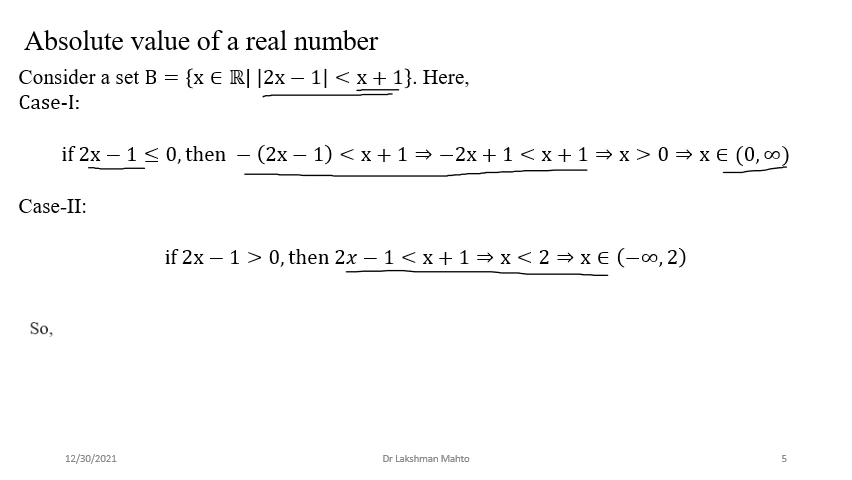 Absolute value of a real number
Consider a set B = {x ∈ ℝ| |2x − 1| < x + 1}. Here,
Case-I:
if 2x − 1 ≤ 0, then − (2x − 1) < x + 1 ⇒ −2x + 1 < x + 1 ⇒ x > 0 ⇒ x ∈ (0, ∞)
Case-II:
if 2x − 1 > 0, then 2x − 1 < x + 1 ⇒ x < 2 ⇒ x ∈ (−∞, 2)
So,
12/30/2021 Dr Lakshman Mahto 5